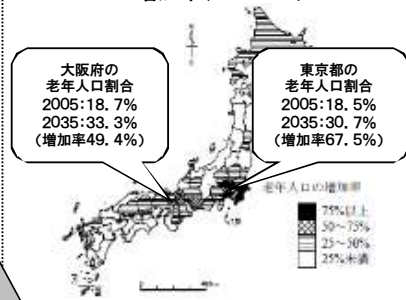 大阪府の
老年人口割合
2005:18.7%
2035:33.3%
(増加率49.4%)
東京都の
老年人口割合
2005:18.5%
2035:30.7%
(増加率67.5%)
老年人口の増加率
75%以上
50〜75%
25〜50%
25%未満